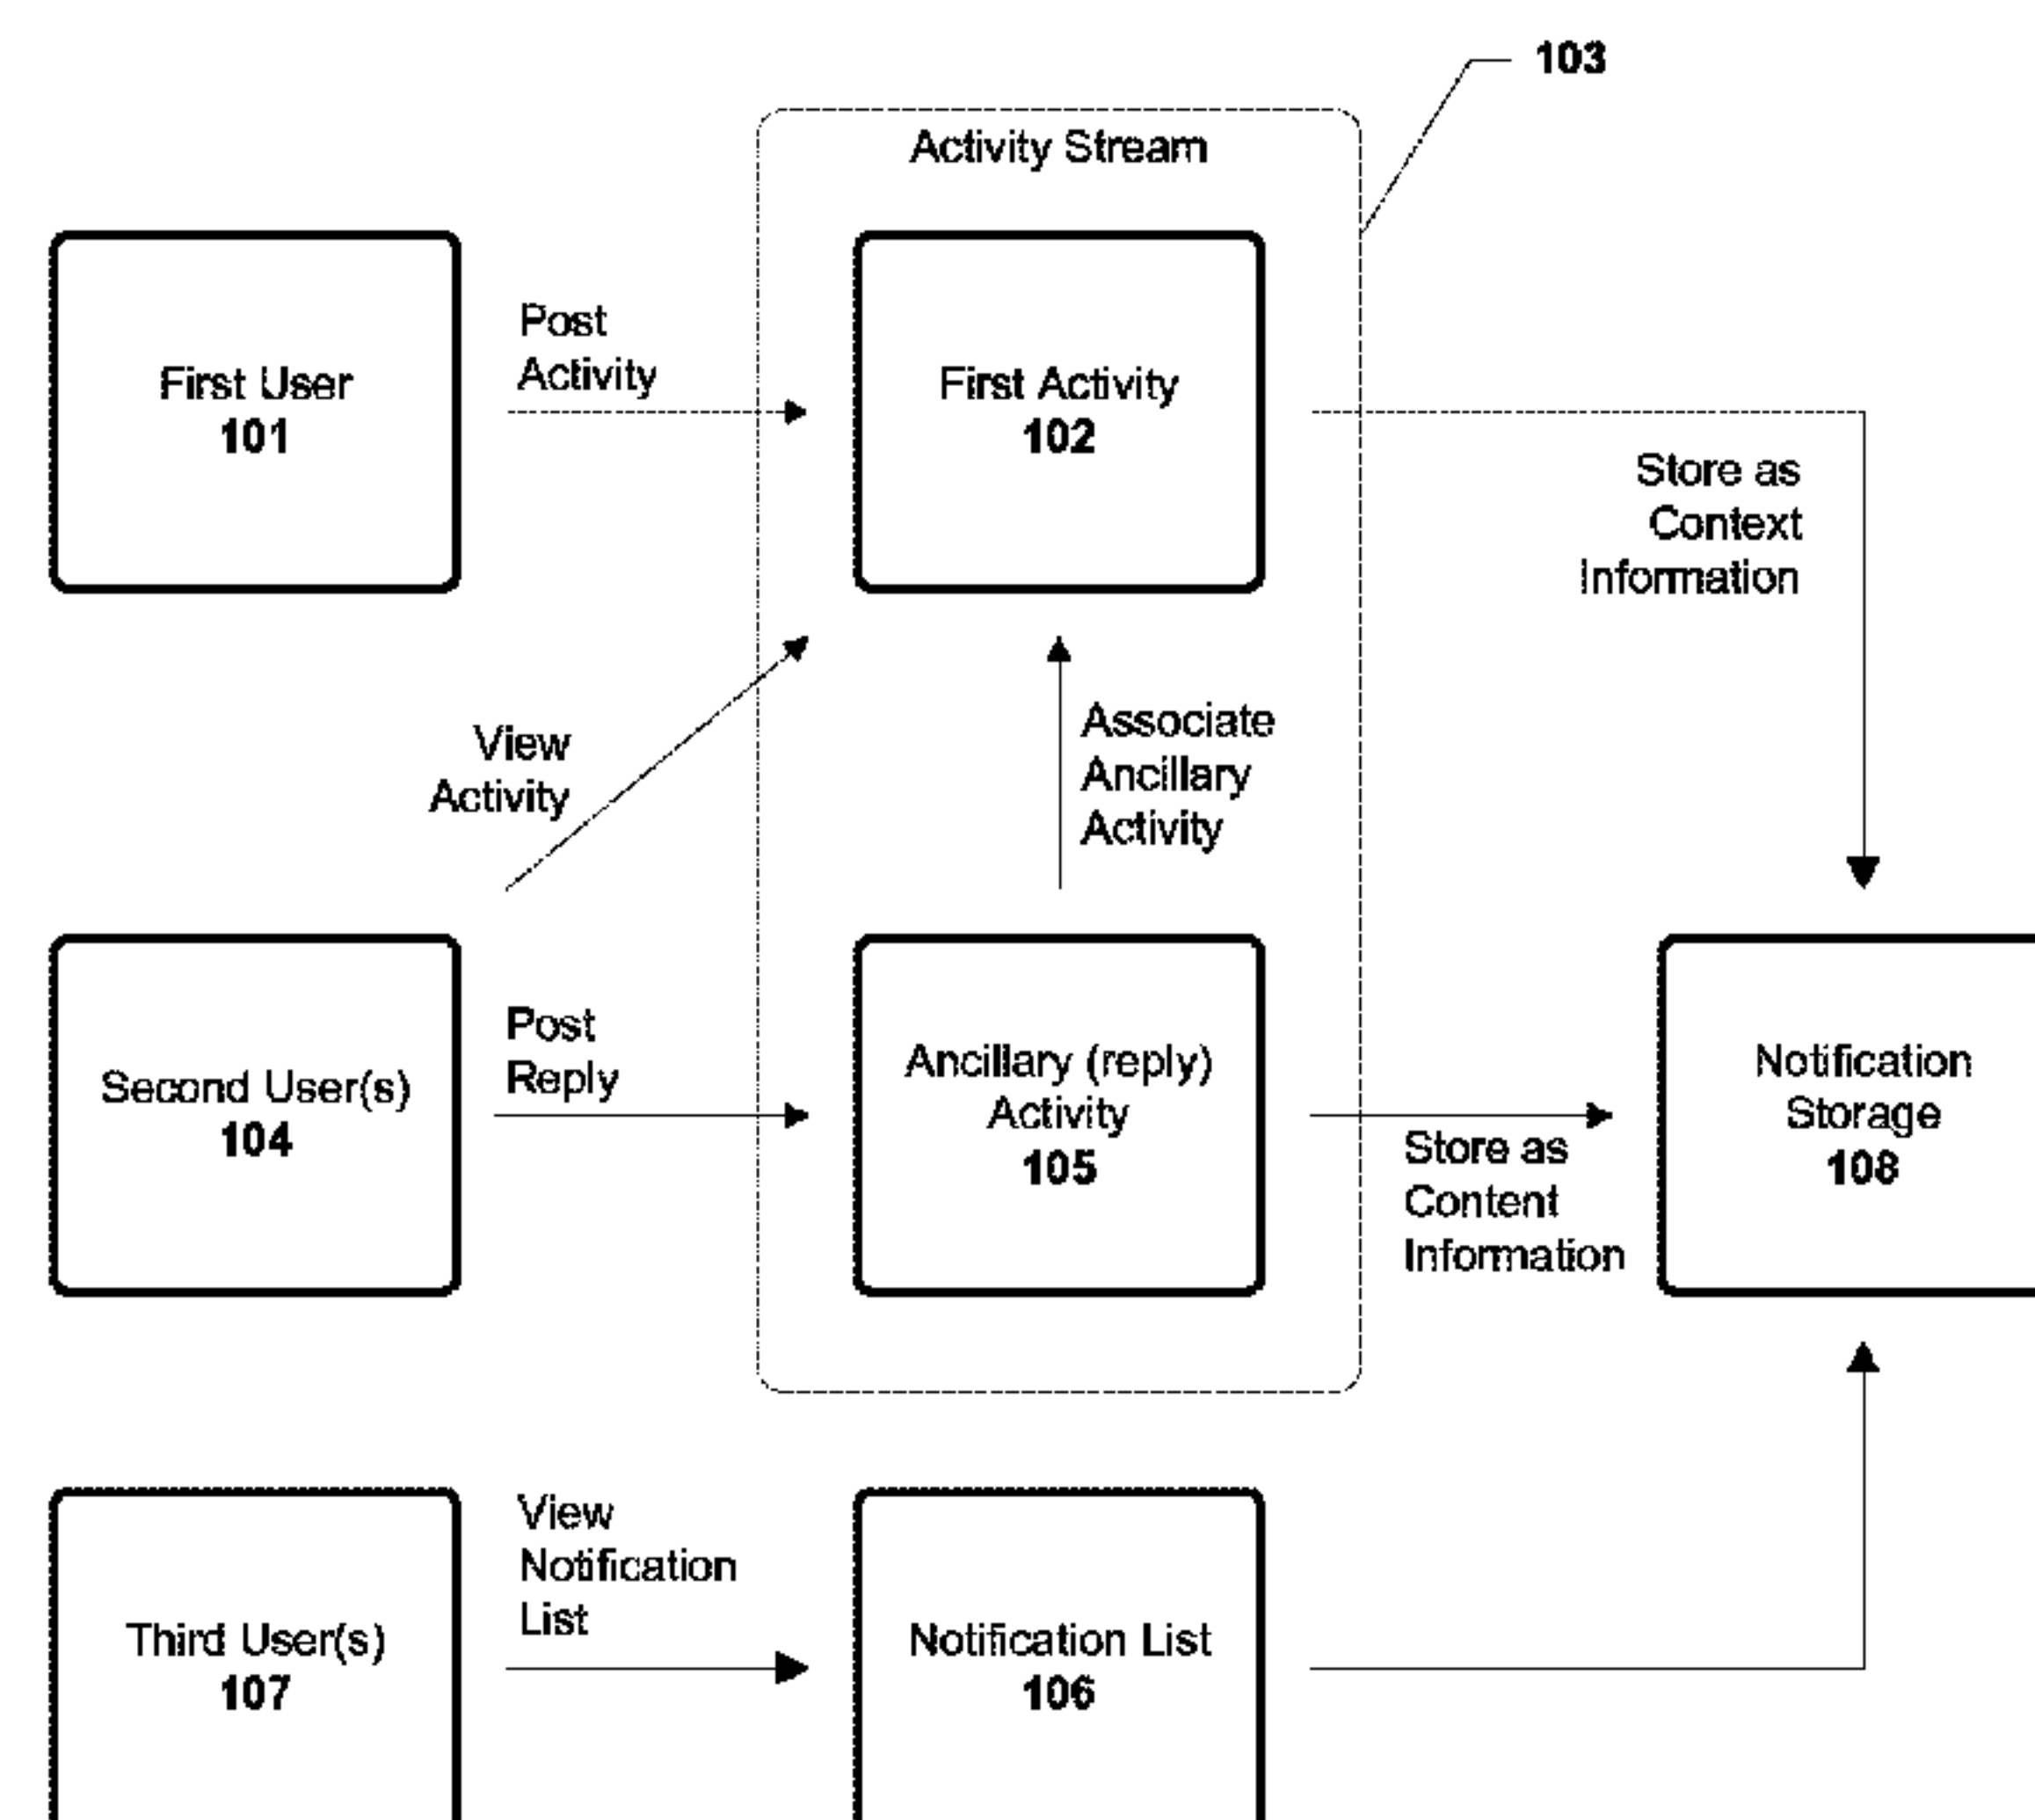 103
Activity Stream
First User
101
Post
Activity
First Activity
102
Store as
Context
Information
View
Activity
Associate
Ancillary
Activity
Second User(s)
104
Post
Reply
Ancillary (reply)
Activity
105
Store as
Content
Information
Notification
Storage
108
Third User(s)
107
View
Notification
List
Notification List
106